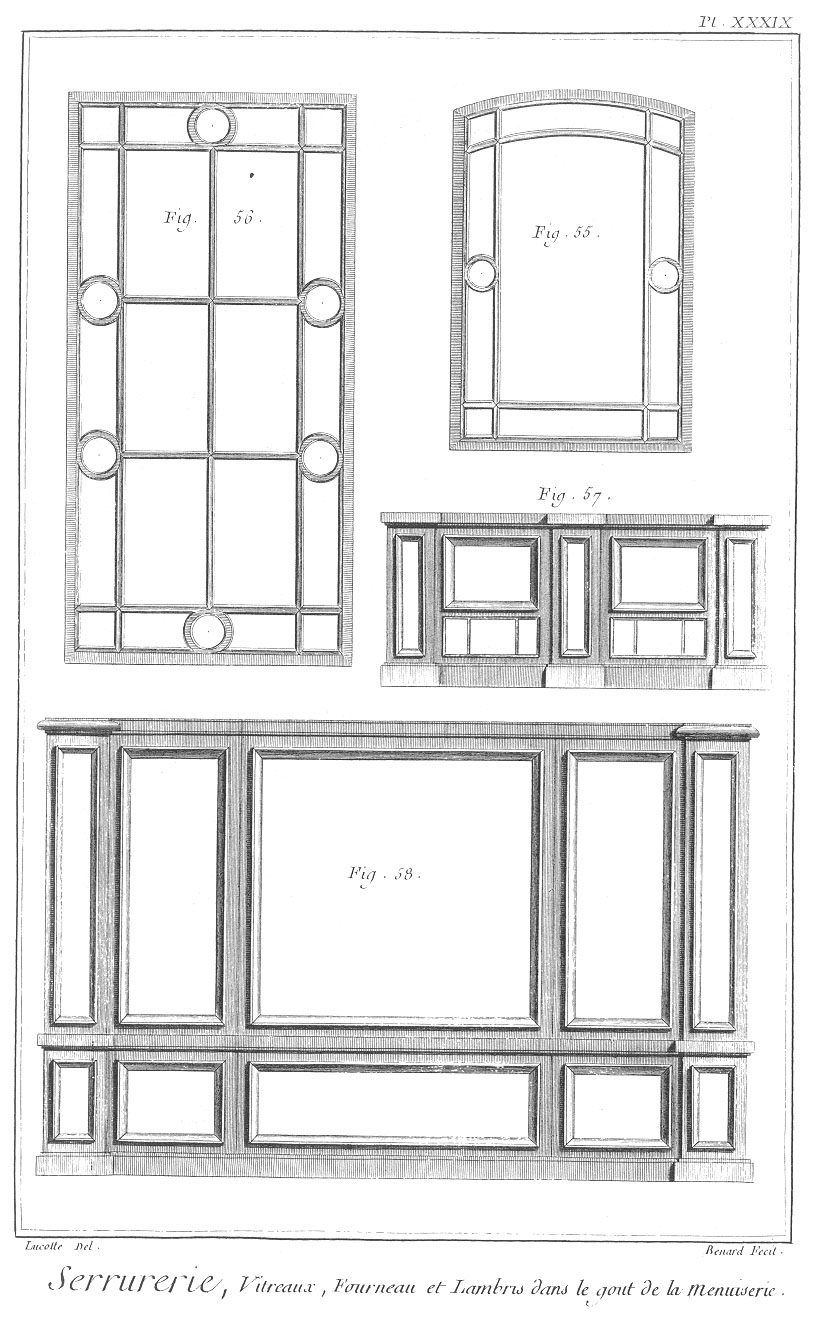 Pl. XXXIX
Fig. 56.
Fig. 55.
Fig. 57.
Fig. 58.
Lucotte Del.
Benard Fecit.
Serrurerie, Vitreaux, Fourneau et Lambris dans le gout de la Menuiserie.